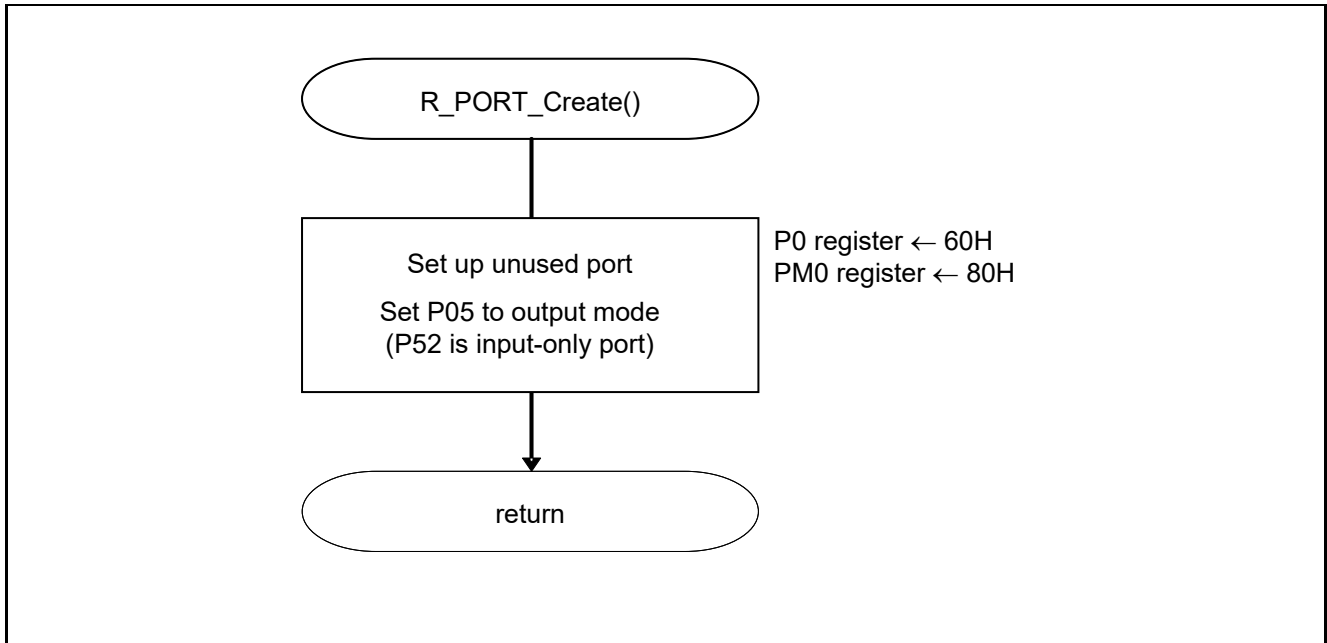 R_PORT_Create()
Set up unused port
Set P05 to output mode
(P52 is input-only port)
P0 register ← 60H
PM0 register ← 80H
return